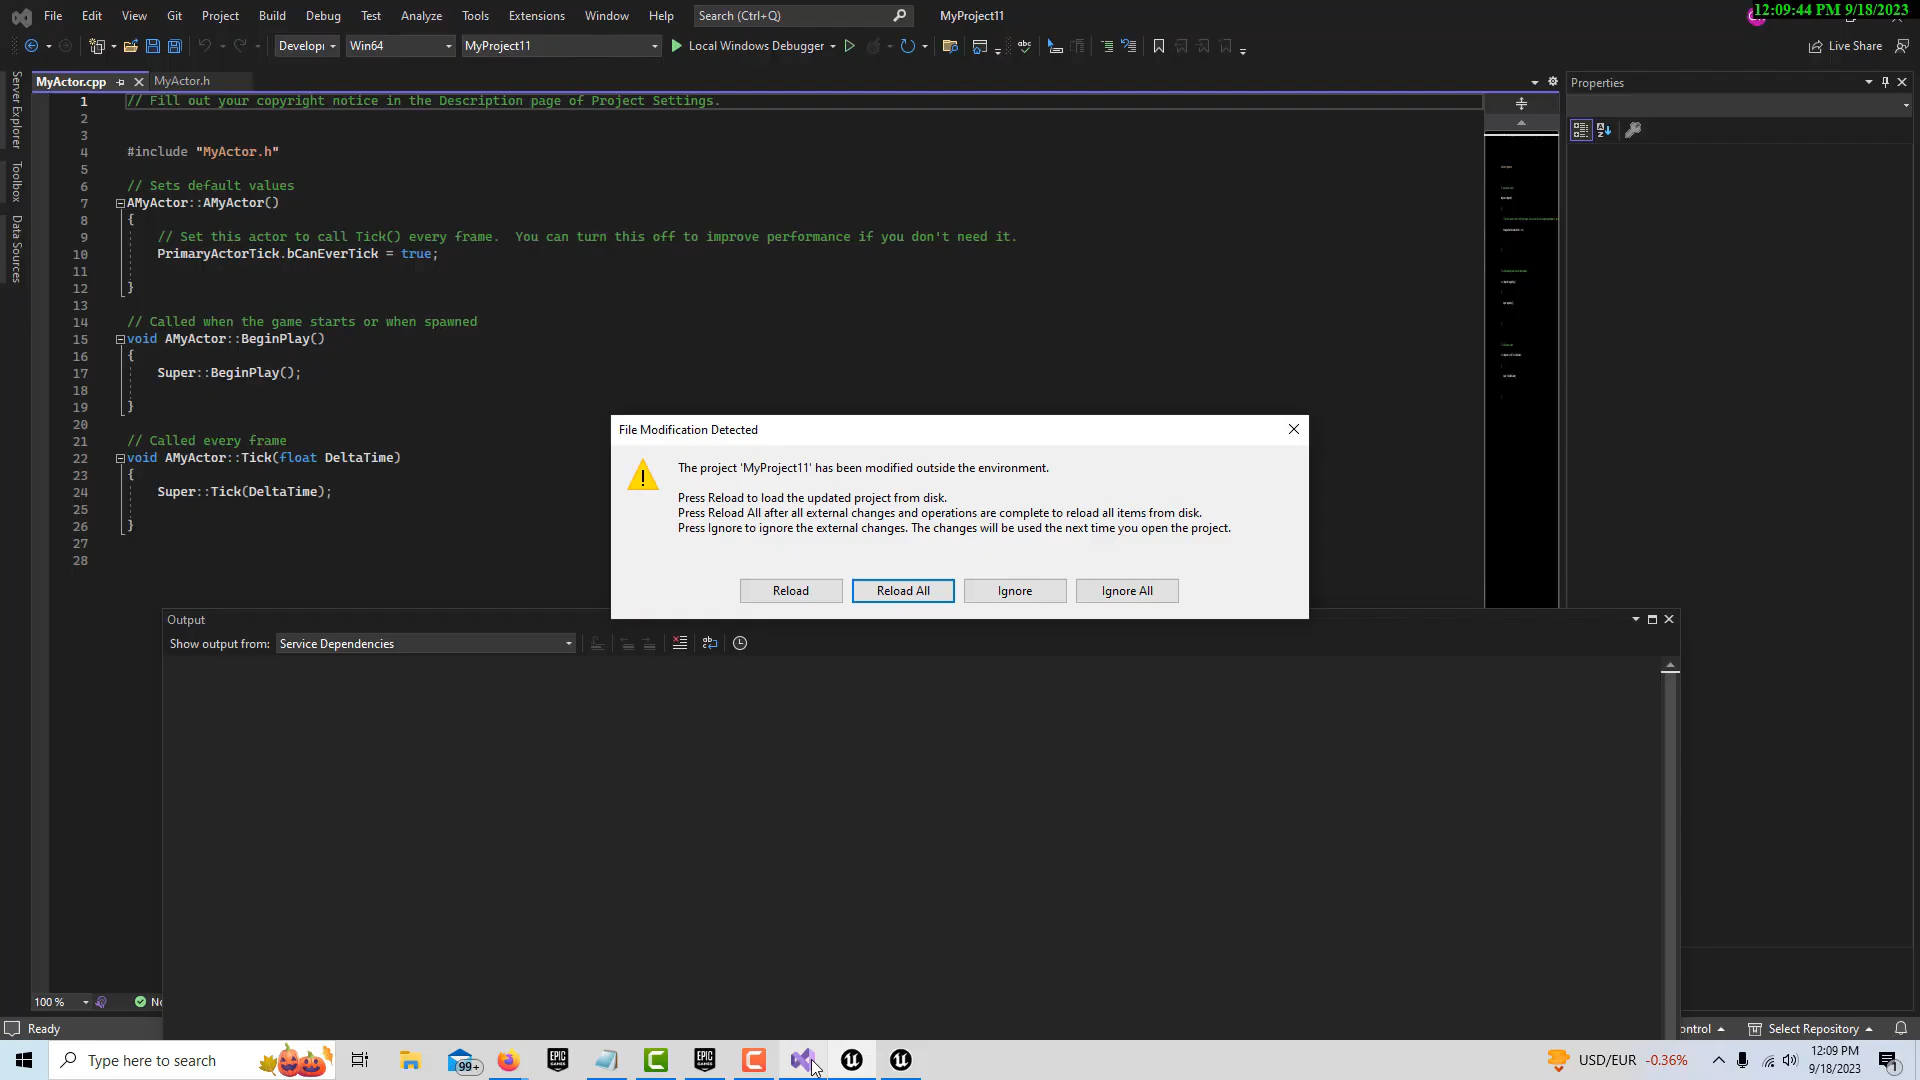 File Edit View Git Project Build Debug Test Analyze Tools Extensions Window Help Search (Ctrl+Q) MyProject11
12:09:44 PM 9/18/2023
Win64 MyProject11 Local Windows Debugger Live Share
MyActor.cpp MyActor.h
Properties
Server Explorer
Toolbox
Data Sources
1 // Fill out your copyright notice in the Description page of Project Settings.
2
3
4 #include "MyActor.h"
5
6 // Sets default values
7 AMyActor::AMyActor()
8 {
9 // Set this actor to call Tick() every frame.  You can turn this off to improve performance if you don't need it.
10 PrimaryActorTick.bCanEverTick = true;
11
12 }
13
14 // Called when the game starts or when spawned
15 void AMyActor::BeginPlay()
16 {
17 Super::BeginPlay();
18
19 }
20
21 // Called every frame
22 void AMyActor::Tick(float DeltaTime)
23 {
24 Super::Tick(DeltaTime);
25
26 }
27
28
File Modification Detected
The project 'MyProject11' has been modified outside the environment.
Press Reload to load the updated project from disk.
Press Reload All after all external changes and operations are complete to reload all items from disk.
Press Ignore to ignore the external changes. The changes will be used the next time you open the project.
Reload Reload All Ignore Ignore All
Output
Show output from: Service Dependencies
100 %
Ready
Select Repository
Type here to search
99+
EPIC GAMES
EPIC GAMES
USD/EUR -0.36%
12:09 PM
9/18/2023
1